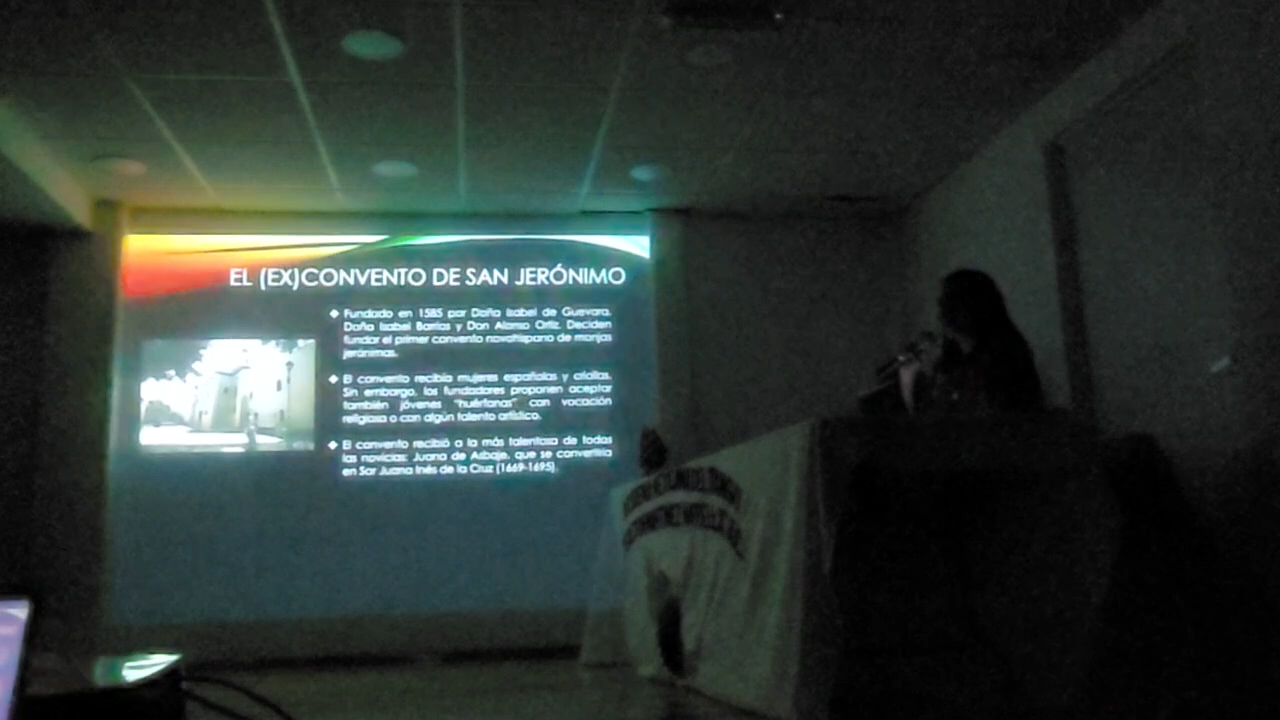 EL (EX)CONVENTO DE SAN JERÓNIMO
❖ Fundado en 1585 por Doña Isabel de Guevara,
Doña Isabel Barrios y Don Alonso Ortiz. Deciden
fundar el primer convento novohispano de monjas
jerónimas.
❖ El convento recibía mujeres españolas y criollas.
Sin embargo, los fundadores proponen aceptar
también jóvenes "huérfanas" con vocación
religiosa o con algún talento artístico.
❖ El convento recibió a la más talentosa de todas
las novicias: Juana de Asbaje, que se convertiría
en Sor Juana Inés de la Cruz (1669-1695).